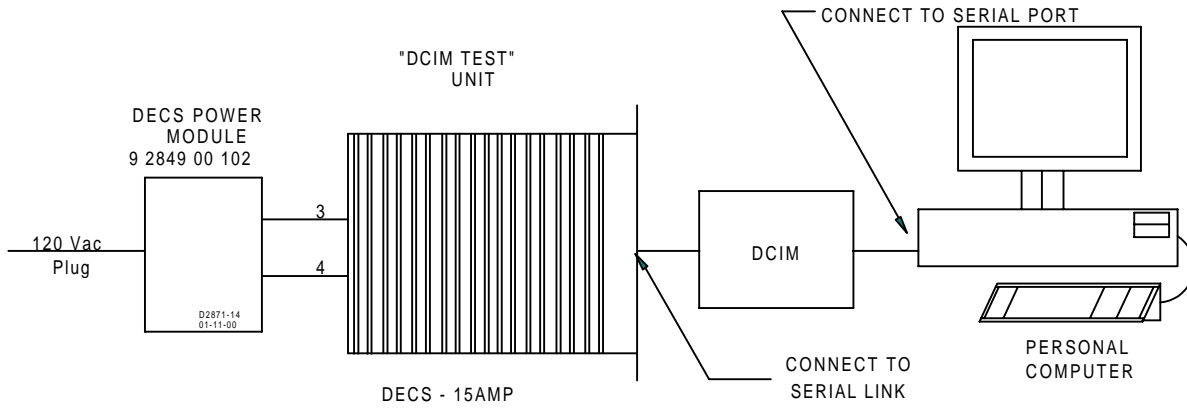 CONNECT TO SERIAL PORT
"DCIM TEST"
UNIT
DECS POWER
MODULE
9 2849 00 102
3
120 Vac
Plug
4
DCIM
D2871-14
01-11-00
DECS - 15AMP
CONNECT TO
SERIAL LINK
PERSONAL
COMPUTER